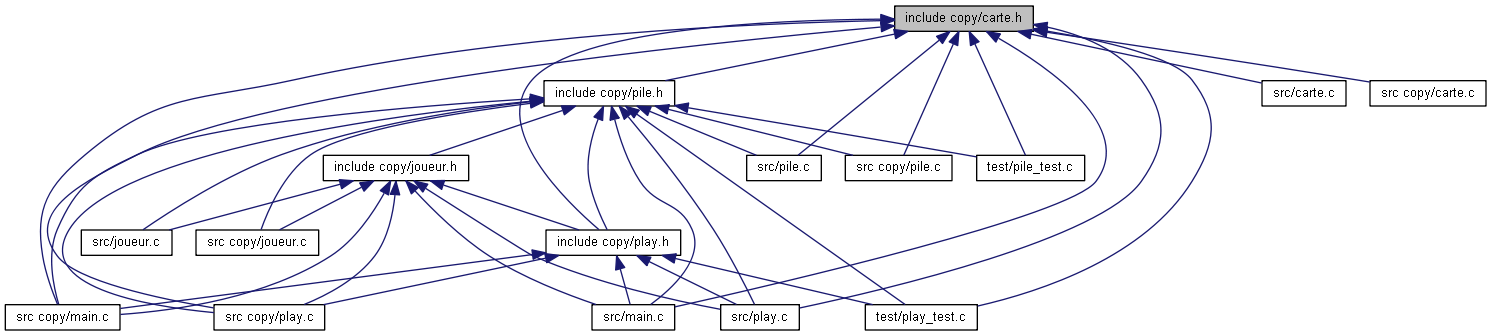 include copy/carte.h
include copy/pile.h
src/carte.c
src copy/carte.c
include copy/joueur.h
src/pile.c
src copy/pile.c
test/pile_test.c
src/joueur.c
src copy/joueur.c
include copy/play.h
src copy/main.c
src copy/play.c
src/main.c
src/play.c
test/play_test.c